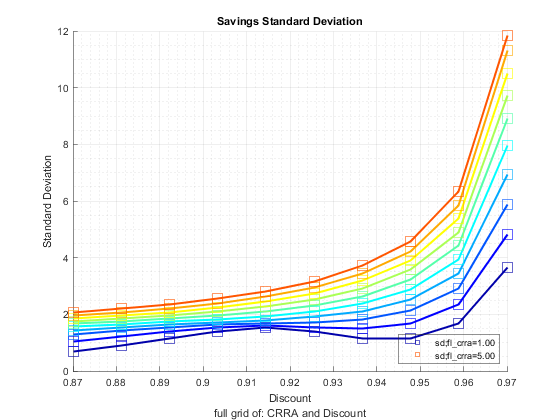 Savings Standard Deviation
Standard Deviation
12
10
8
6
4
2
0
sd;fl_crra=1.00
sd;fl_crra=5.00
0.87 0.88 0.89 0.9 0.91 0.92 0.93 0.94 0.95 0.96 0.97
Discount
full grid of: CRRA and Discount